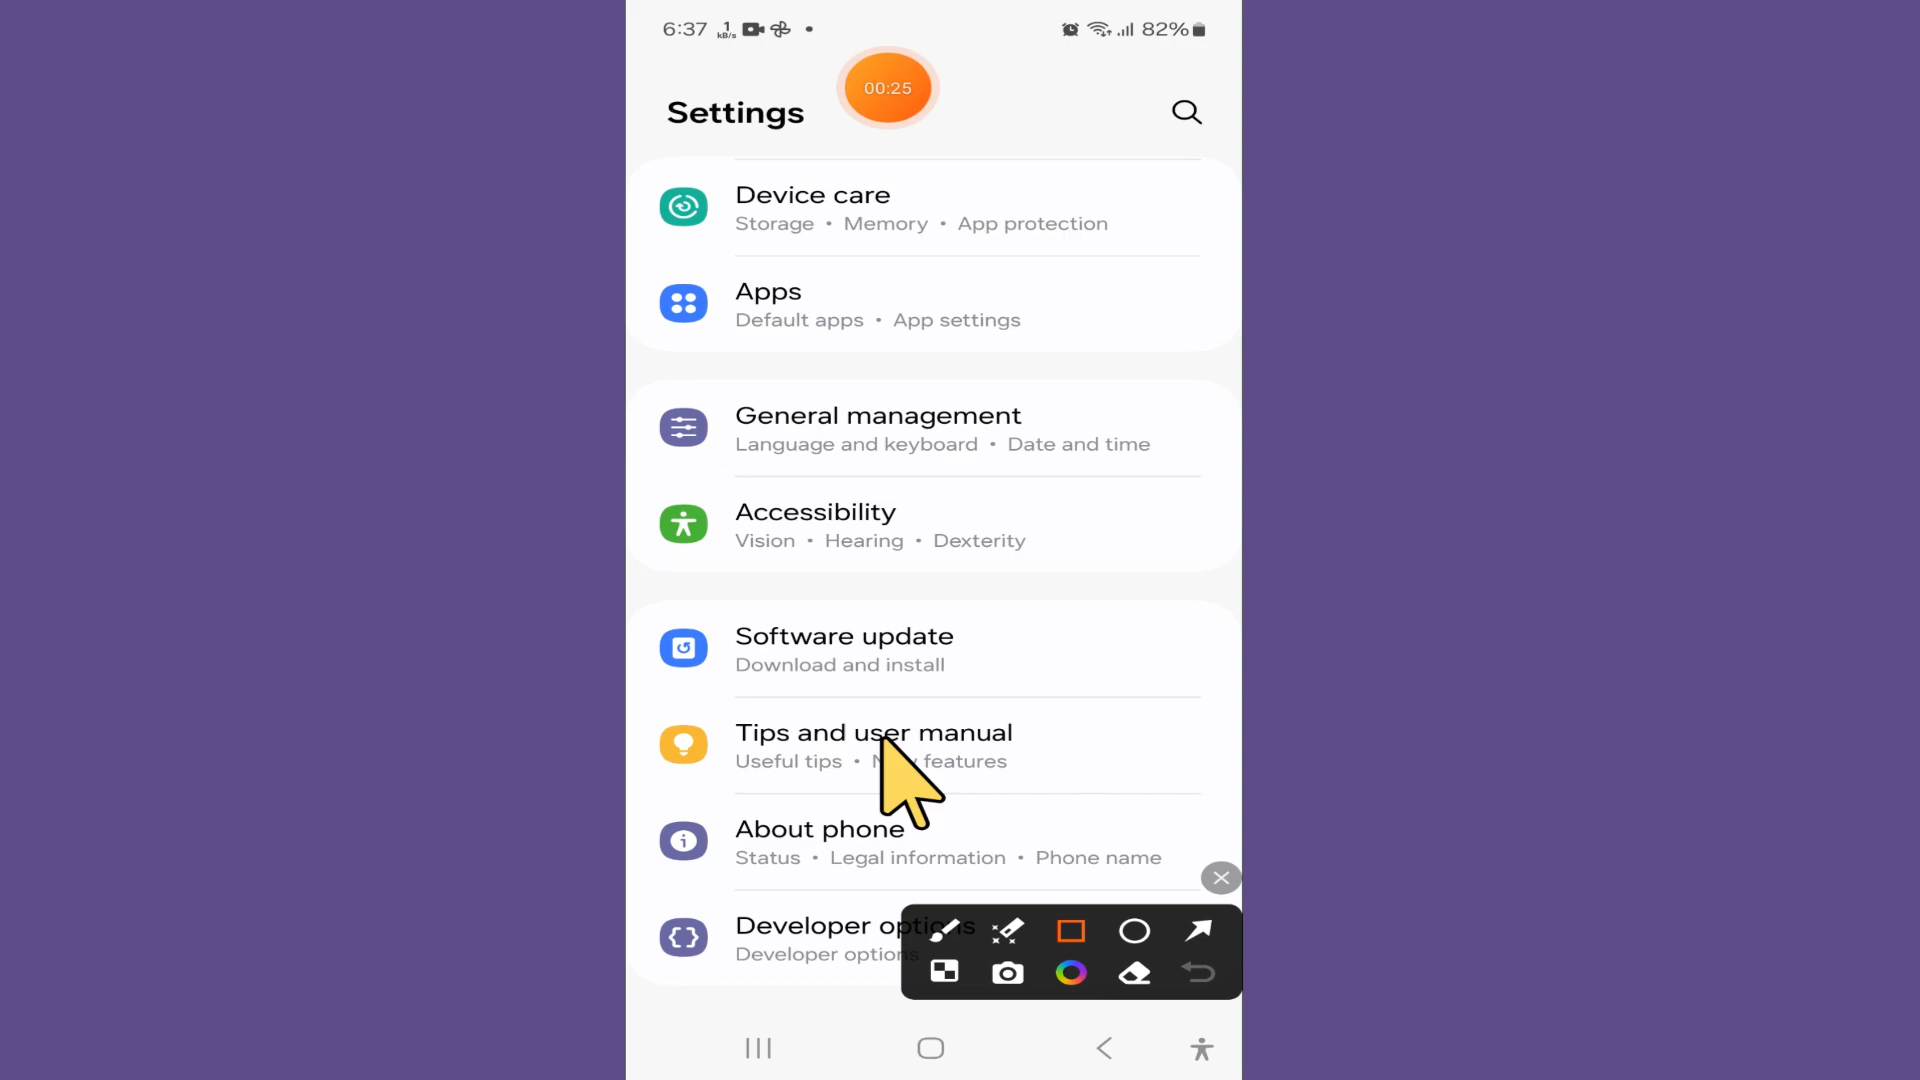 6:37 1 kB/s 82%
00:25
Settings
Device care
Storage • Memory • App protection
Apps
Default apps • App settings
General management
Language and keyboard • Date and time
Accessibility
Vision • Hearing • Dexterity
Software update
Download and install
Tips and user manual
Useful tips • New features
About phone
Status • Legal information • Phone name
Developer options
Developer options